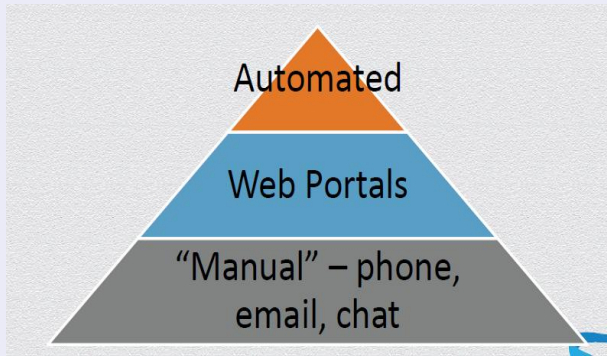 Automated
Web Portals
“Manual” – phone,
email, chat